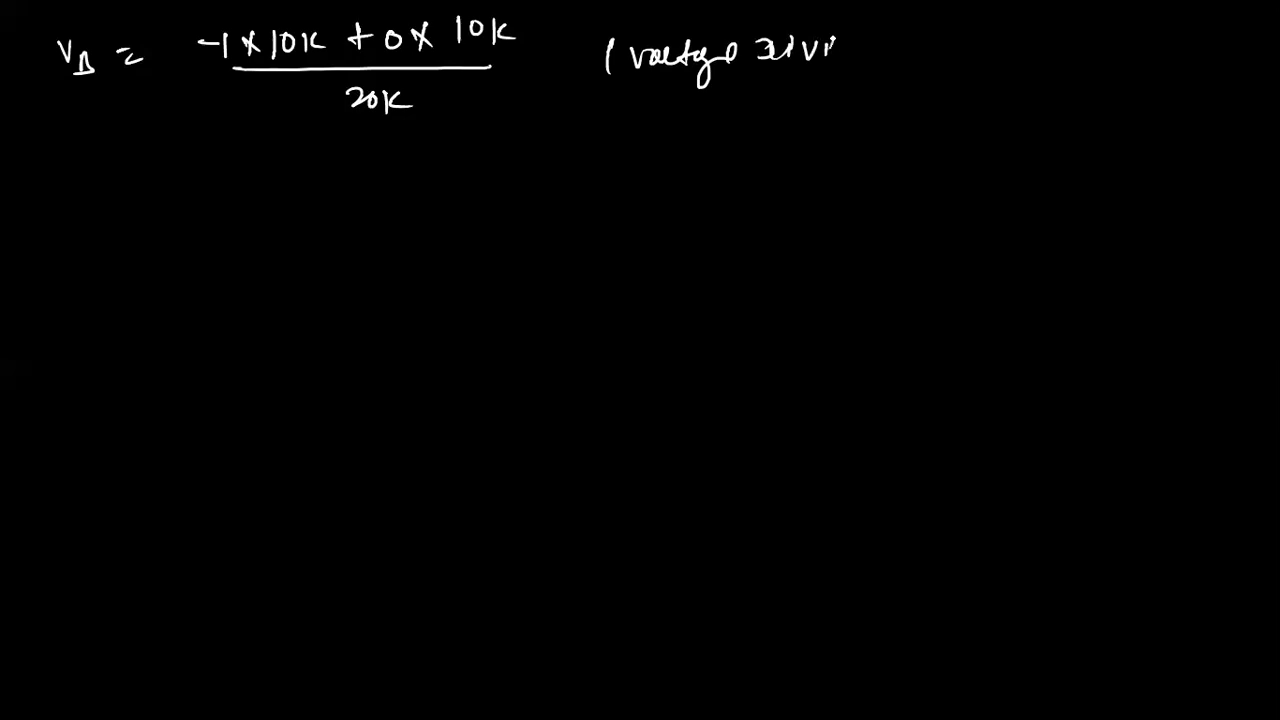 V_B = (-1 × 10K + 0 × 10K) / 20K (voltage divi